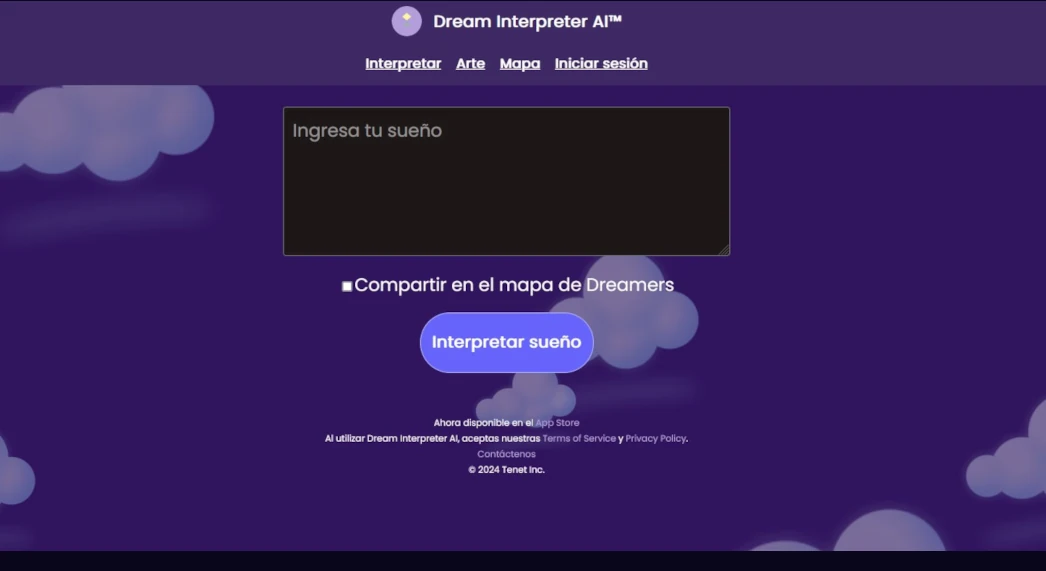 Dream Interpreter AI™
Interpretar Arte Mapa Iniciar sesión
Ingresa tu sueño
Compartir en el mapa de Dreamers
Interpretar sueño
Ahora disponible en el App Store
Al utilizar Dream Interpreter AI, aceptas nuestras Terms of Service y Privacy Policy.
Contáctenos
© 2024 Tenet Inc.